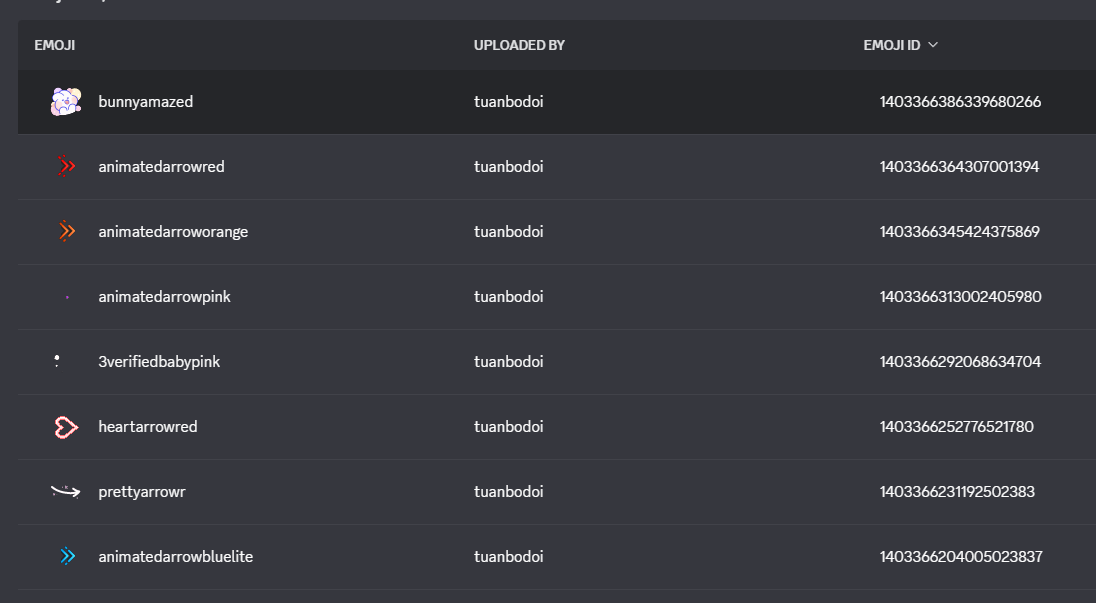 EMOJI UPLOADED BY EMOJI ID
bunnyamazed tuanbodoi 1403366386339680266
animatedarrowred tuanbodoi 1403366364307001394
animatedarroworange tuanbodoi 1403366345424375869
animatedarrowpink tuanbodoi 1403366313002405980
3verifiedbabypink tuanbodoi 1403366292068634704
heartarrowred tuanbodoi 1403366252776521780
prettyarrowr tuanbodoi 1403366231192502383
animatedarrowbluelite tuanbodoi 1403366204005023837